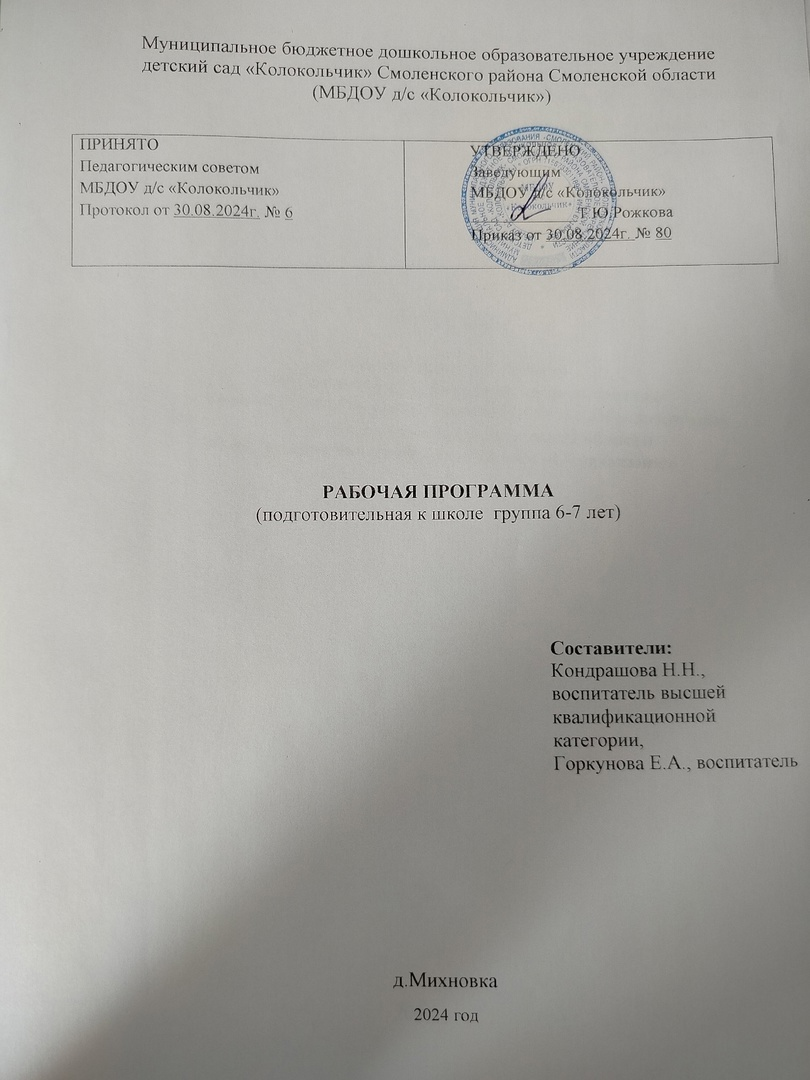 Муниципальное бюджетное дошкольное образовательное учреждение
детский сад «Колокольчик» Смоленского района Смоленской области
(МБДОУ д/с «Колокольчик»)
ПРИНЯТО
Педагогическим советом
МБДОУ д/с «Колокольчик»
Протокол от 30.08.2024г. № 6
УТВЕРЖДЕНО
Заведующим
МБДОУ д/с «Колокольчик»
Т.Ю.Рожкова
Приказ от 30.08.2024г. № 80
РАБОЧАЯ ПРОГРАММА
(подготовительная к школе группа 6-7 лет)
Составители:
Кондрашова Н.Н.,
воспитатель высшей
квалификационной
категории,
Горкунова Е.А., воспитатель
д.Михновка
2024 год